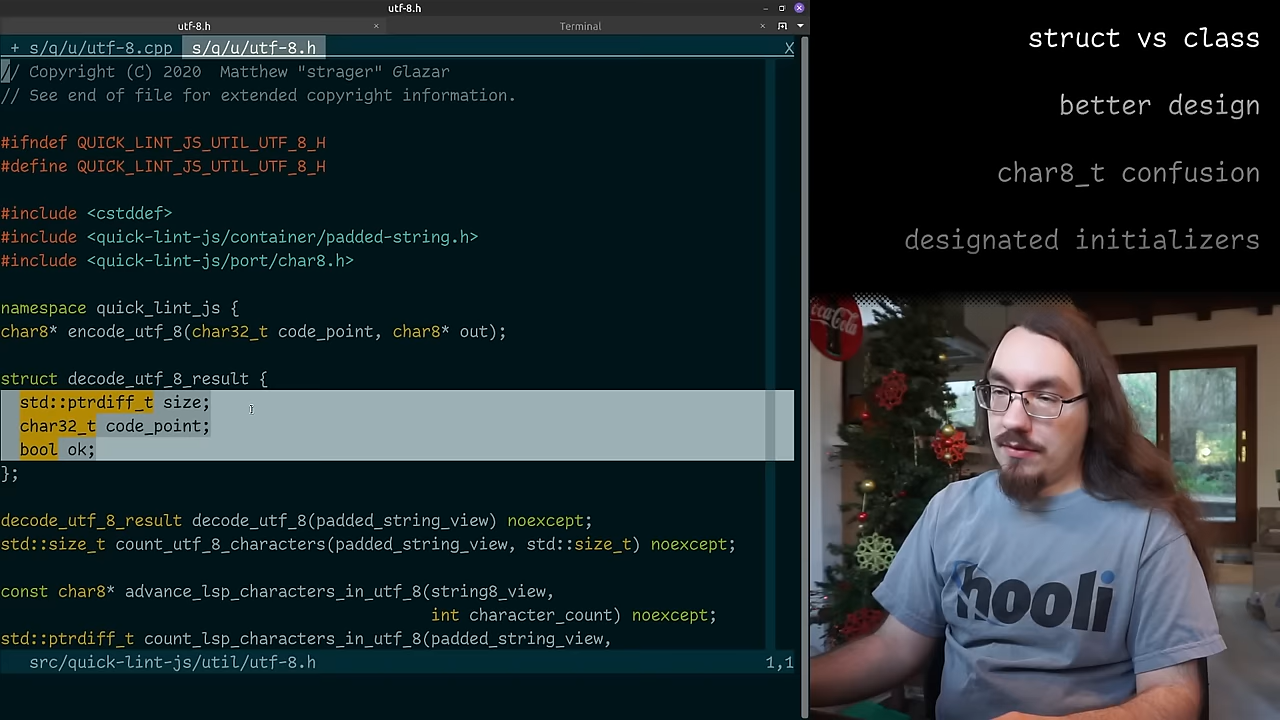 utf-8.h
utf-8.h
Terminal
+ s/q/u/utf-8.cpp
s/q/u/utf-8.h
X
// Copyright (C) 2020  Matthew "strager" Glazar
// See end of file for extended copyright information.
#ifndef QUICK_LINT_JS_UTIL_UTF_8_H
#define QUICK_LINT_JS_UTIL_UTF_8_H
#include <cstddef>
#include <quick-lint-js/container/padded-string.h>
#include <quick-lint-js/port/char8.h>
namespace quick_lint_js {
char8* encode_utf_8(char32_t code_point, char8* out);
struct decode_utf_8_result {
  std::ptrdiff_t size;
  char32_t code_point;
  bool ok;
};
decode_utf_8_result decode_utf_8(padded_string_view) noexcept;
std::size_t count_utf_8_characters(padded_string_view, std::size_t) noexcept;
const char8* advance_lsp_characters_in_utf_8(string8_view,
                                             int character_count) noexcept;
std::ptrdiff_t count_lsp_characters_in_utf_8(padded_string_view,
src/quick-lint-js/util/utf-8.h
1,1
struct vs class
better design
char8_t confusion
designated initializers
Coca-Cola
hooli